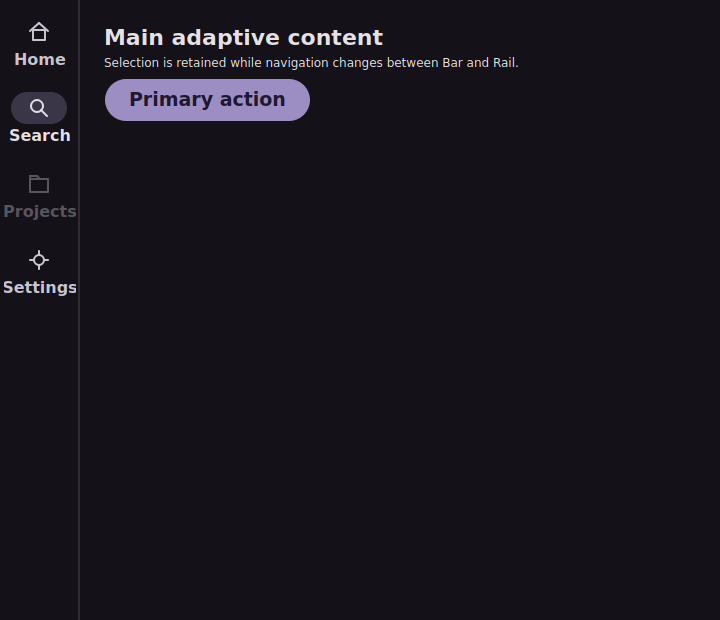 Home
Search
Projects
Settings
Main adaptive content
Selection is retained while navigation changes between Bar and Rail.
Primary action